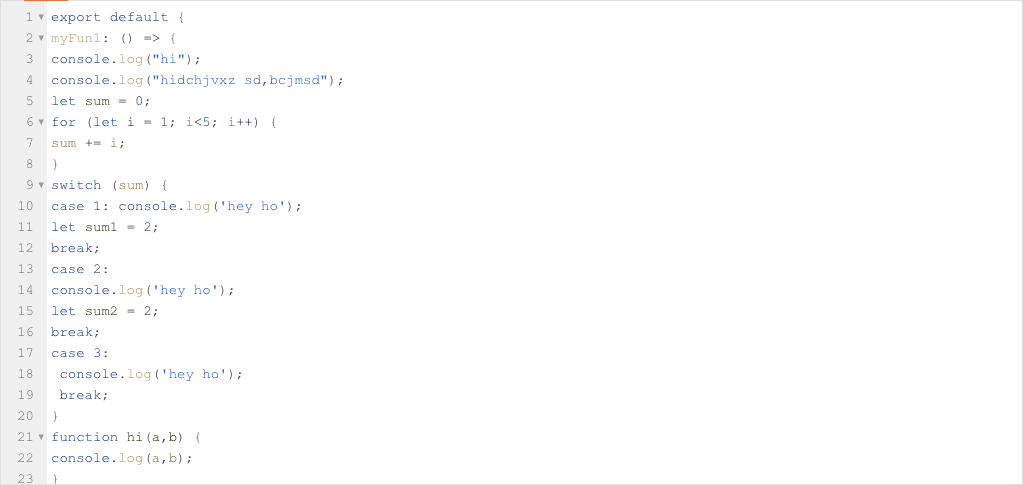 1 export default {
2 myFun1: () => {
3 console.log("hi");
4 console.log("hidchjvxz sd,bcjmsd");
5 let sum = 0;
6 for (let i = 1; i<5; i++) {
7 sum += i;
8 }
9 switch (sum) {
10 case 1: console.log('hey ho');
11 let sum1 = 2;
12 break;
13 case 2:
14 console.log('hey ho');
15 let sum2 = 2;
16 break;
17 case 3:
18  console.log('hey ho');
19  break;
20 }
21 function hi(a,b) {
22 console.log(a,b);
23 }